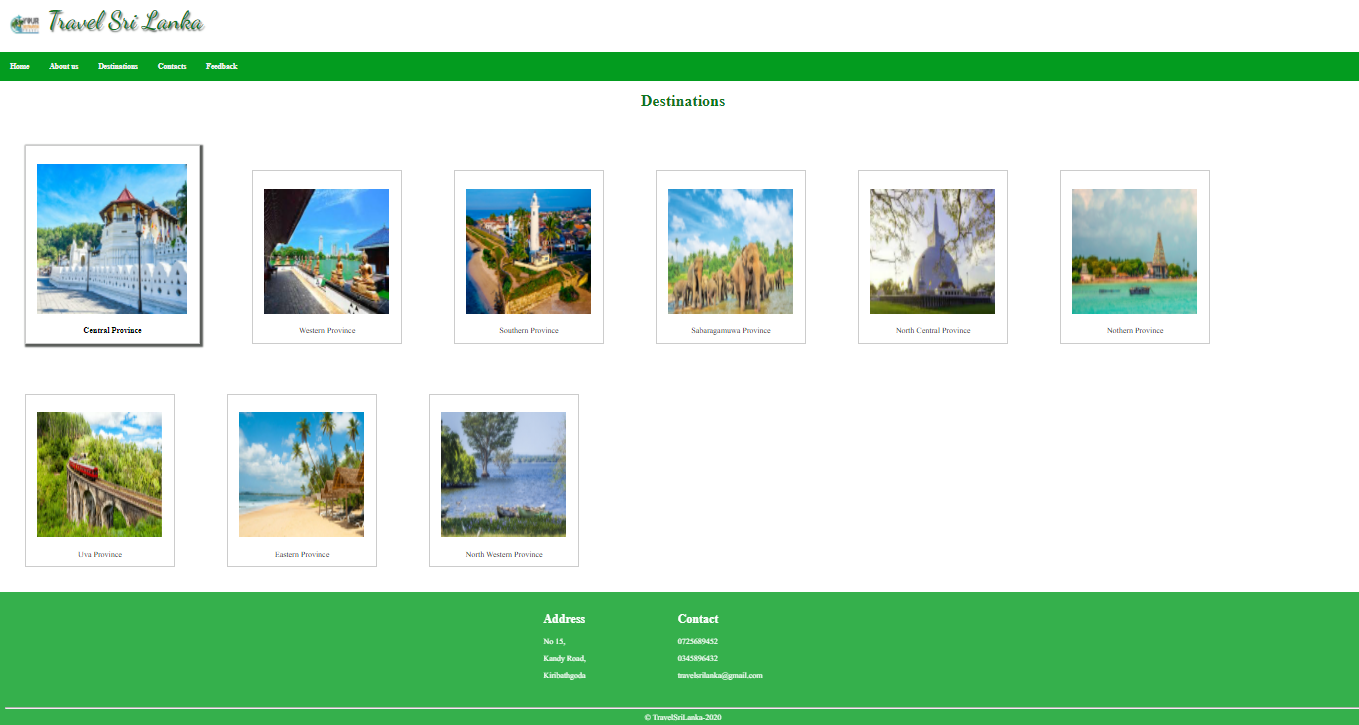 TOUR
Travel Sri Lanka
Home About us Destinations Contacts Feedback
Destinations
Central Province
Western Province
Southern Province
Sabaragamuwa Province
North Central Province
Nothern Province
Uva Province
Eastern Province
North Western Province
Address
No 15,
Kandy Road,
Kiribathgoda
Contact
0725689452
0345896432
travelsrilanka@gmail.com
© TravelSriLanka-2020